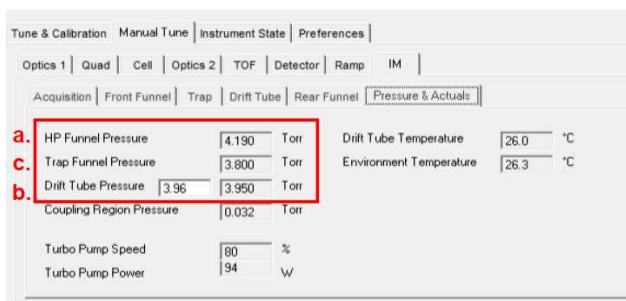 Tune & Calibration Manual Tune Instrument State Preferences
Optics 1 Quad Cell Optics 2 TOF Detector Ramp IM
Acquisition Front Funnel Trap Drift Tube Rear Funnel Pressure & Actuals
a. HP Funnel Pressure 4.190 Torr Drift Tube Temperature 26.0 °C
c. Trap Funnel Pressure 3.800 Torr Environment Temperature 26.3 °C
b. Drift Tube Pressure 3.96 3.950 Torr
Coupling Region Pressure 0.032 Torr
Turbo Pump Speed 80 %
Turbo Pump Power 94 W